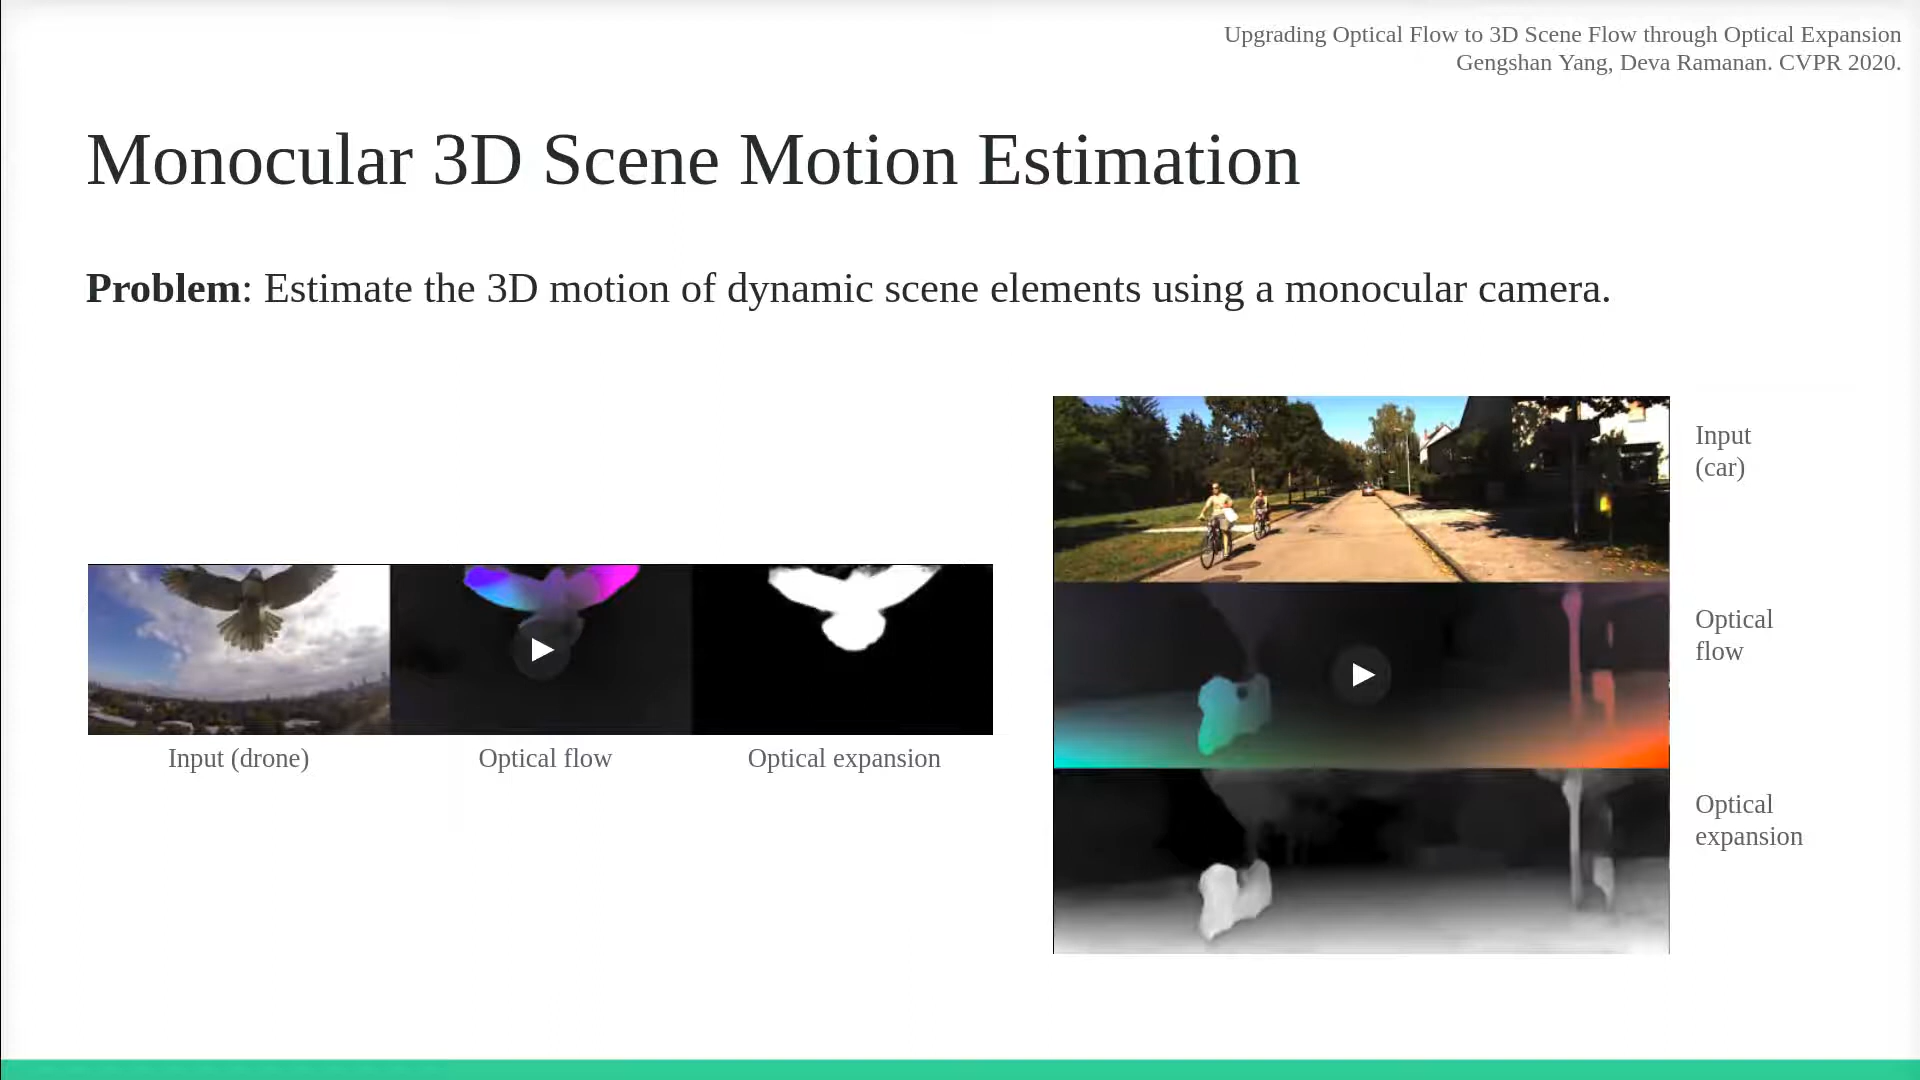 Upgrading Optical Flow to 3D Scene Flow through Optical Expansion
Gengshan Yang, Deva Ramanan. CVPR 2020.
Monocular 3D Scene Motion Estimation
Problem: Estimate the 3D motion of dynamic scene elements using a monocular camera.
Input (drone)
Optical flow
Optical expansion
Input
(car)
Optical
flow
Optical
expansion